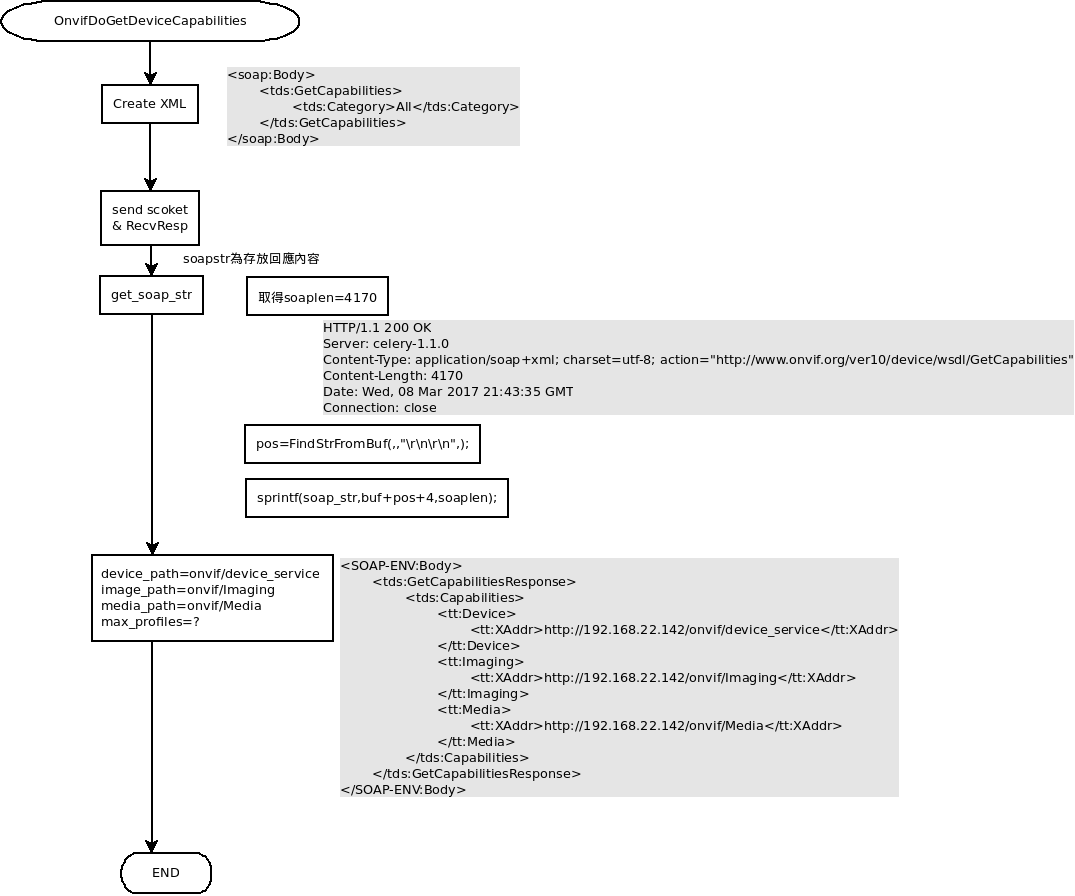 OnvifDoGetDeviceCapabilities
Create XML
<soap:Body>
<tds:GetCapabilities>
<tds:Category>All</tds:Category>
</tds:GetCapabilities>
</soap:Body>
send scoket
& RecvResp
soapstr為存放回應內容
get_soap_str
取得soaplen=4170
HTTP/1.1 200 OK
Server: celery-1.1.0
Content-Type: application/soap+xml; charset=utf-8; action="http://www.onvif.org/ver10/device/wsdl/GetCapabilities"
Content-Length: 4170
Date: Wed, 08 Mar 2017 21:43:35 GMT
Connection: close
pos=FindStrFromBuf(,,"\r\n\r\n",);
sprintf(soap_str,buf+pos+4,soaplen);
device_path=onvif/device_service
image_path=onvif/Imaging
media_path=onvif/Media
max_profiles=?
<SOAP-ENV:Body>
<tds:GetCapabilitiesResponse>
<tds:Capabilities>
<tt:Device>
<tt:XAddr>http://192.168.22.142/onvif/device_service</tt:XAddr>
</tt:Device>
<tt:Imaging>
<tt:XAddr>http://192.168.22.142/onvif/Imaging</tt:XAddr>
</tt:Imaging>
<tt:Media>
<tt:XAddr>http://192.168.22.142/onvif/Media</tt:XAddr>
</tt:Media>
</tds:Capabilities>
</tds:GetCapabilitiesResponse>
</SOAP-ENV:Body>
END